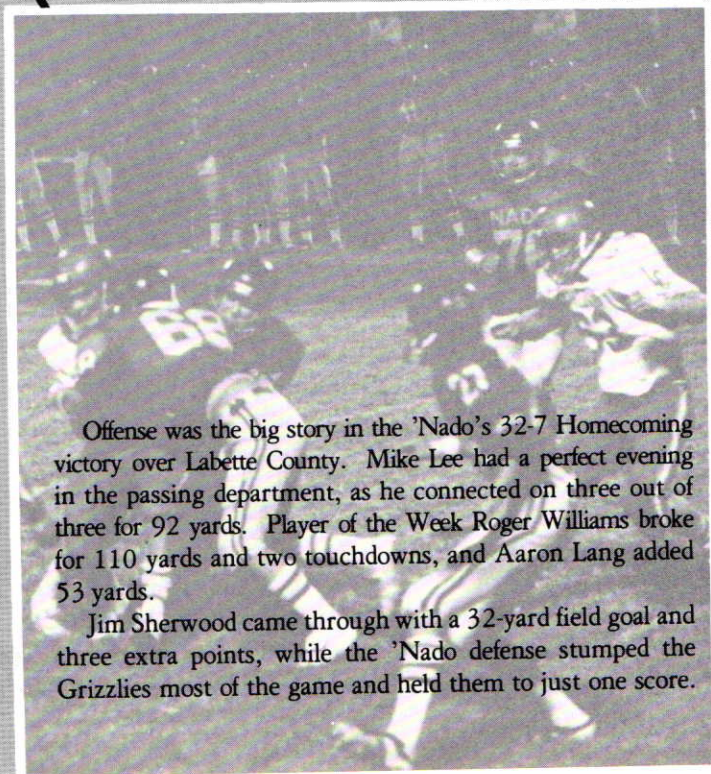 NAD
7
68
Offense was the big story in the 'Nado's 32-7 Homecoming
victory over Labette County. Mike Lee had a perfect evening
in the passing department, as he connected on three out of
three for 92 yards. Player of the Week Roger Williams broke
for 110 yards and two touchdowns, and Aaron Lang added
53 yards.
Jim Sherwood came through with a 32-yard field goal and
three extra points, while the 'Nado defense stumped the
Grizzlies most of the game and held them to just one score.